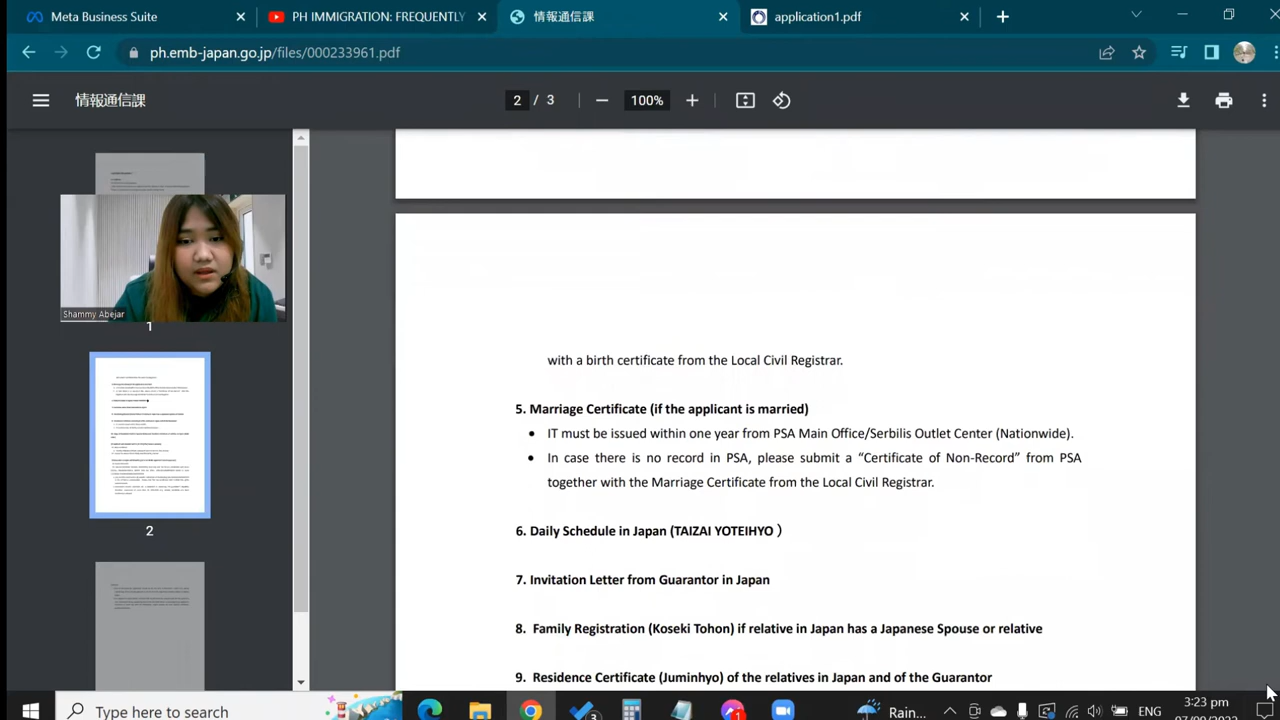 Meta Business Suite
PH IMMIGRATION: FREQUENTLY
情報通信課
application1.pdf
ph.emb-japan.go.jp/files/000233961.pdf
情報通信課
2 / 3
100%
Shammy Abejar
1
2
with a birth certificate from the Local Civil Registrar.
5. Marriage Certificate (if the applicant is married)
• IT must be issued within one year from PSA Main Office/Serbilis Outlet Center (Nationwide).
• In case there is no record in PSA, please submit a “Certificate of Non-Record” from PSA
together with the Marriage Certificate from the Local Civil Registrar.
6. Daily Schedule in Japan (TAIZAI YOTEIHYO )
7. Invitation Letter from Guarantor in Japan
8. Family Registration (Koseki Tohon) if relative in Japan has a Japanese Spouse or relative
9. Residence Certificate (Juminhyo) of the relatives in Japan and of the Guarantor
Type here to search
3
1
Rain...
ENG
3:23 pm